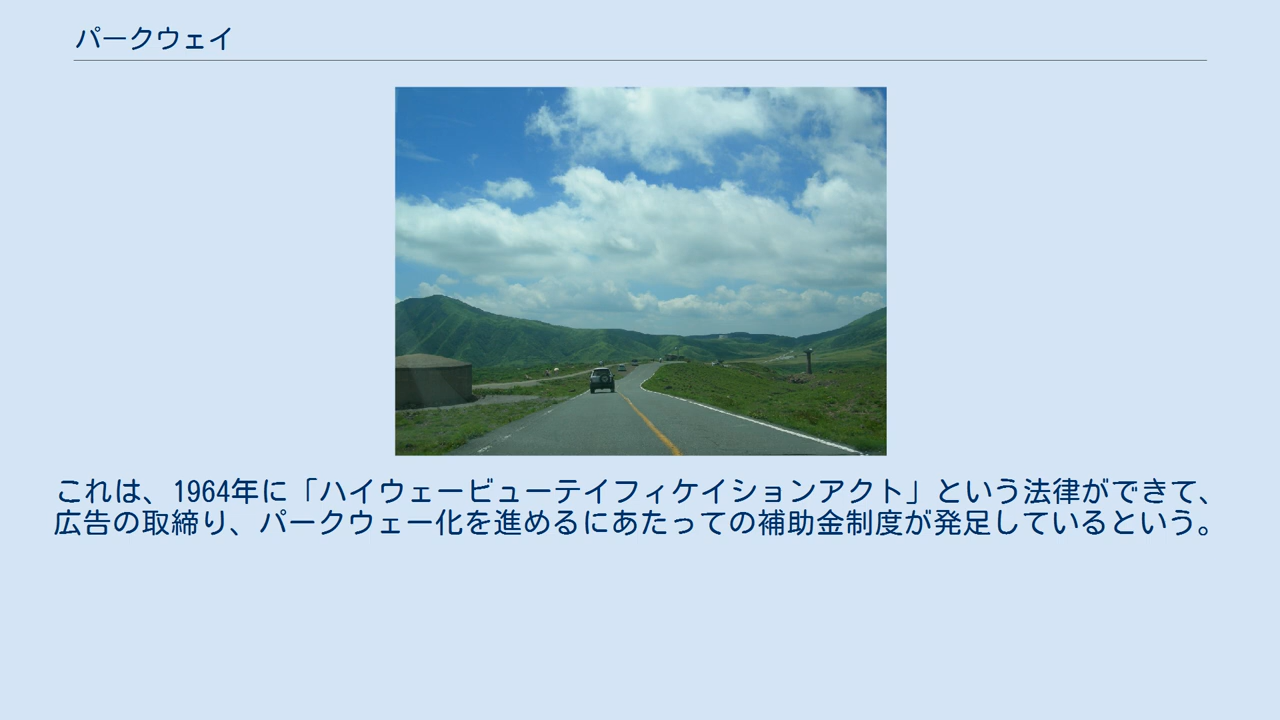 パークウェイ
これは、1964年に「ハイウェービューテイフィケイションアクト」という法律ができて、
広告の取締り、パークウェー化を進めるにあたっての補助金制度が発足しているという。